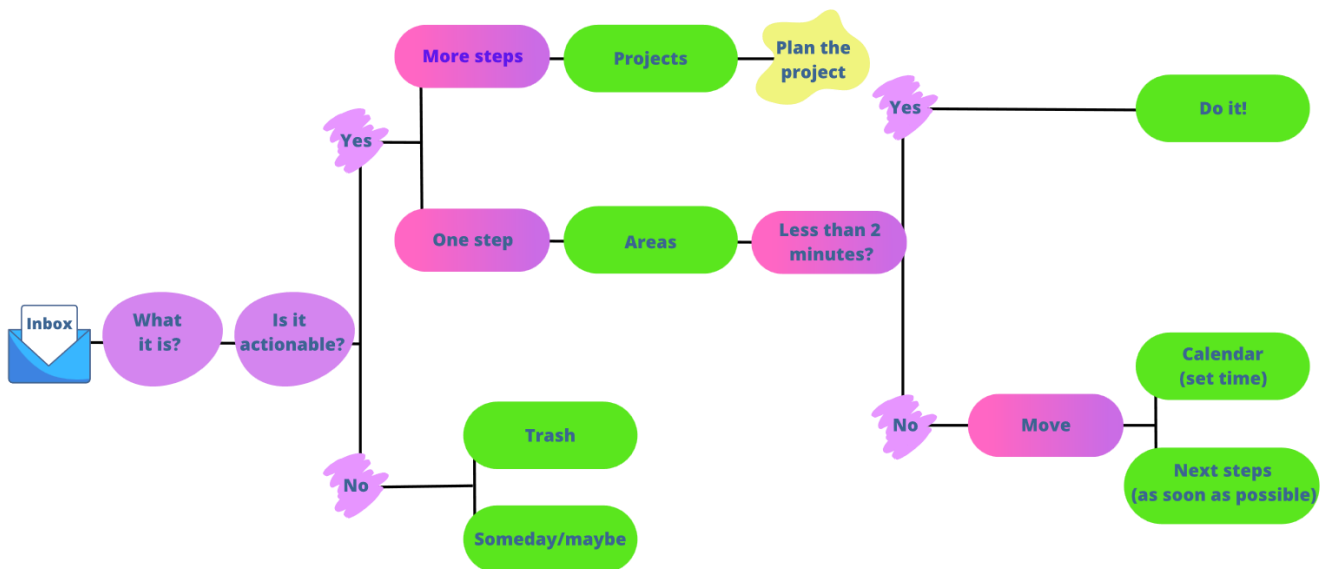 Inbox
What
it is?
Is it
actionable?
Yes
More steps
Projects
Plan the
project
One step
Areas
Less than 2
minutes?
Yes
Do it!
No
Move
Calendar
(set time)
Next steps
(as soon as possible)
No
Trash
Someday/maybe